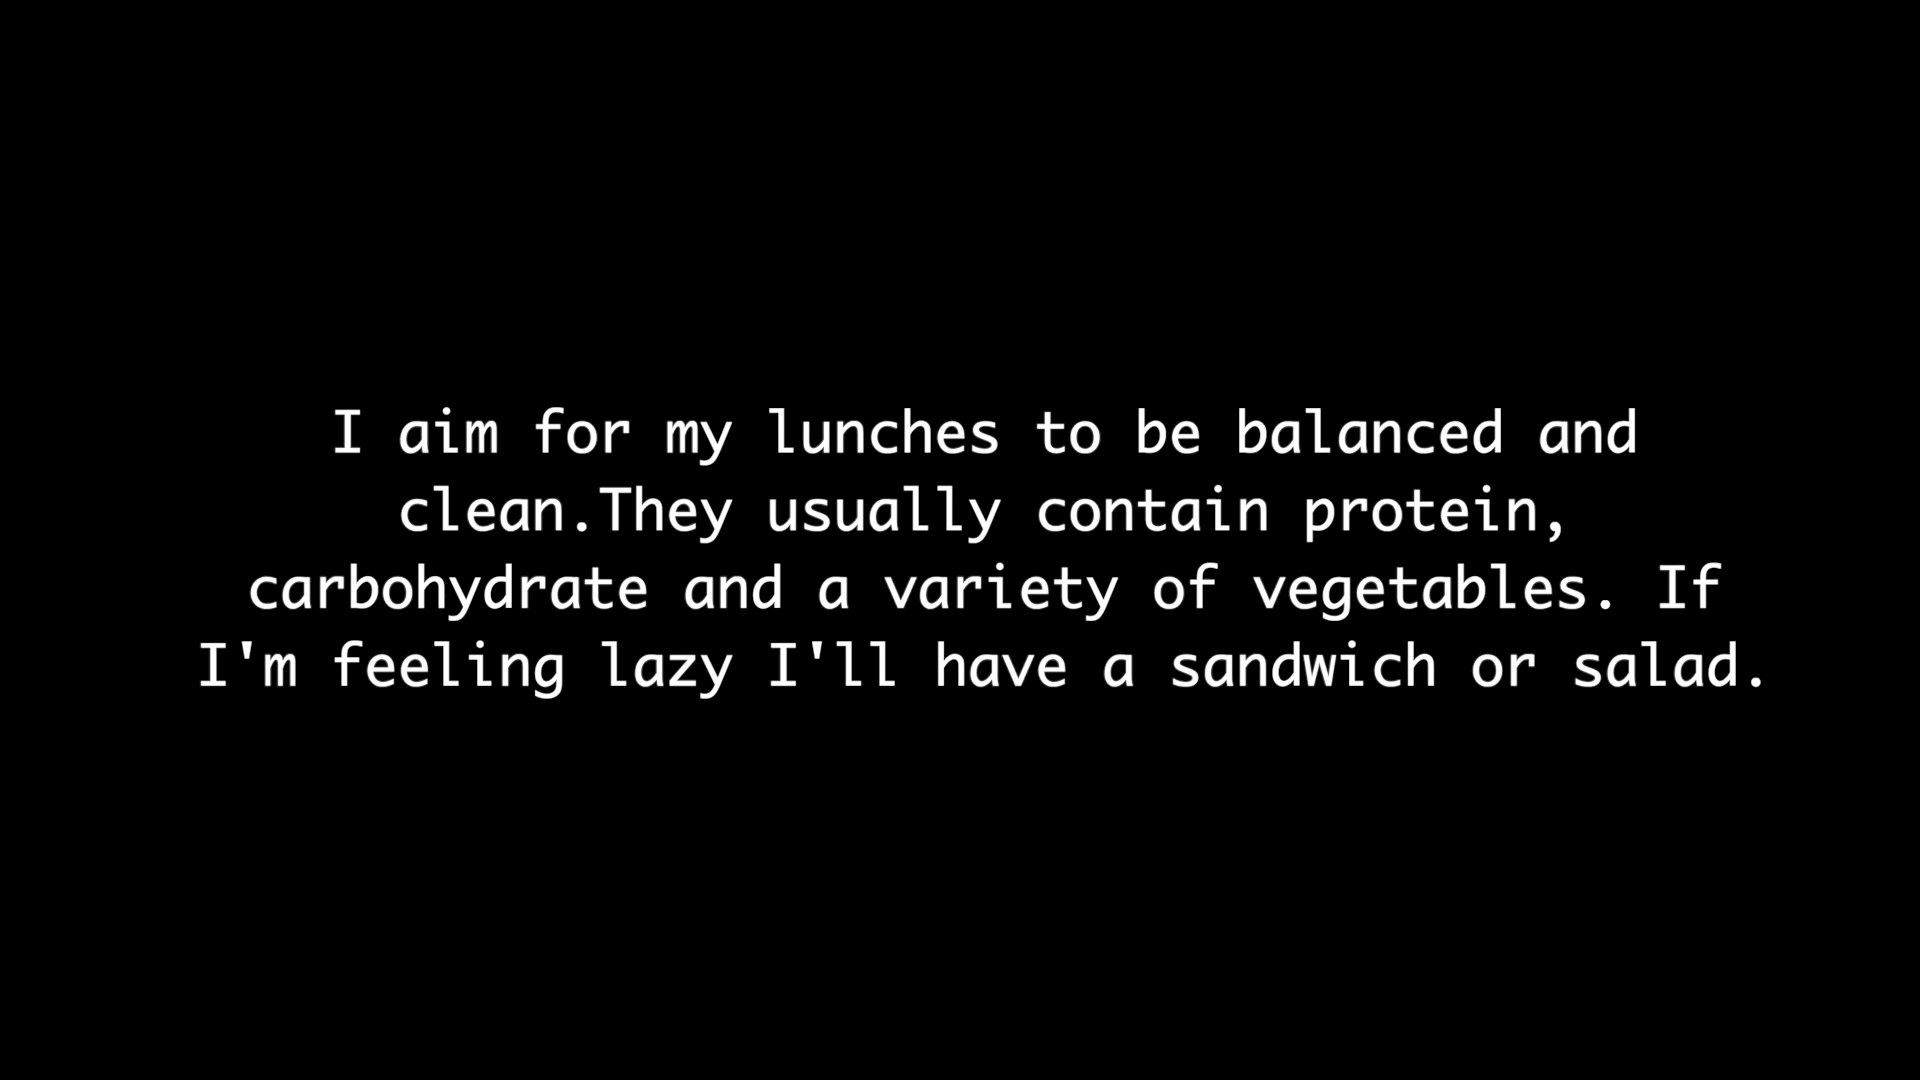 I aim for my lunches to be balanced and
clean.They usually contain protein,
carbohydrate and a variety of vegetables. If
I'm feeling lazy I'll have a sandwich or salad.